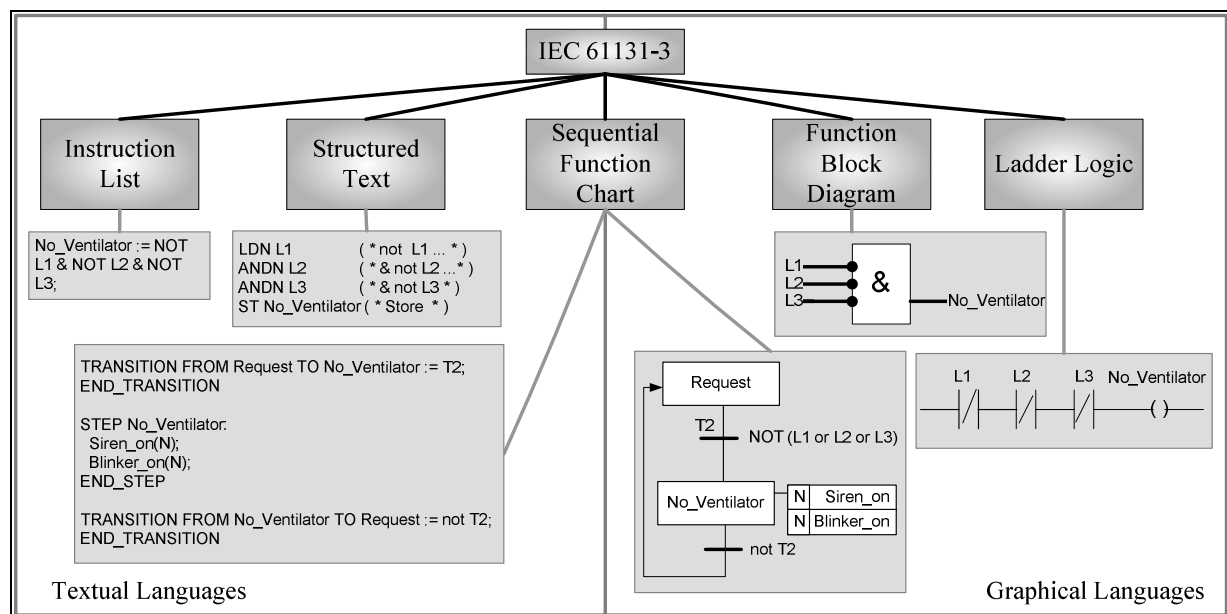 IEC 61131-3
Instruction
List
Structured
Text
Sequential
Function
Chart
Function
Block
Diagram
Ladder Logic
No_Ventilator := NOT
L1 & NOT L2 & NOT
L3;
LDN L1 ( * not L1 ... * )
ANDN L2 ( * & not L2 ...* )
ANDN L3 ( * & not L3 * )
ST No_Ventilator ( * Store * )
L1
L2
L3
&
No_Ventilator
TRANSITION FROM Request TO No_Ventilator := T2;
END_TRANSITION
STEP No_Ventilator:
Siren_on(N);
Blinker_on(N);
END_STEP
TRANSITION FROM No_Ventilator TO Request := not T2;
END_TRANSITION
Request
T2
NOT (L1 or L2 or L3)
No_Ventilator
N Siren_on
N Blinker_on
not T2
L1 L2 L3 No_Ventilator
( )
Textual Languages
Graphical Languages